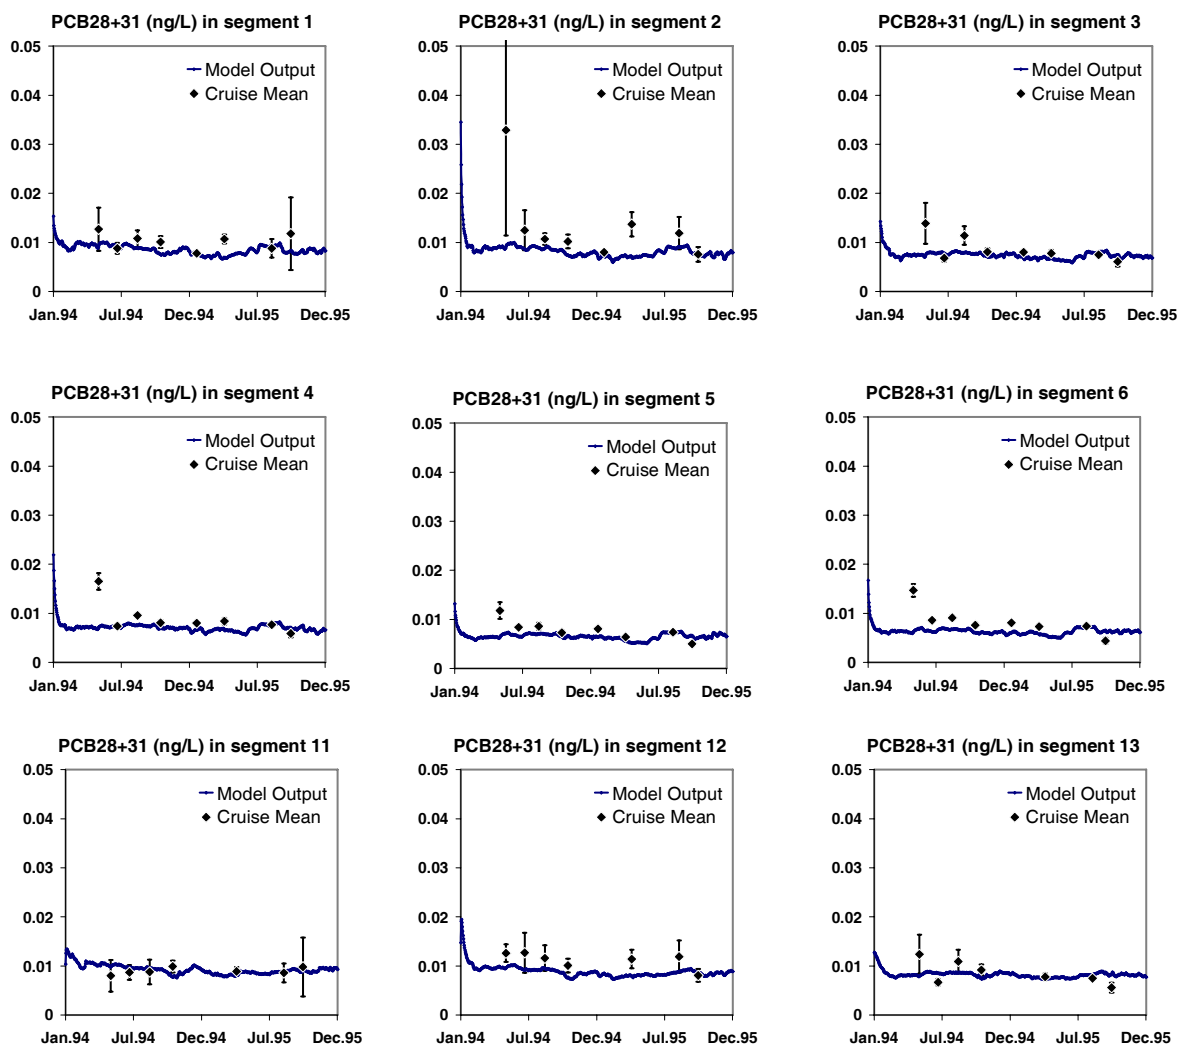 PCB28+31 (ng/L) in segment 1
0.05
0.04
0.03
0.02
0.01
0
Model Output
Cruise Mean
Jan.94 Jul.94 Dec.94 Jul.95 Dec.95
PCB28+31 (ng/L) in segment 2
0.05
0.04
0.03
0.02
0.01
0
Model Output
Cruise Mean
Jan.94 Jul.94 Dec.94 Jul.95 Dec.95
PCB28+31 (ng/L) in segment 3
0.05
0.04
0.03
0.02
0.01
0
Model Output
Cruise Mean
Jan.94 Jul.94 Dec.94 Jul.95 Dec.95
PCB28+31 (ng/L) in segment 4
0.05
0.04
0.03
0.02
0.01
0
Model Output
Cruise Mean
Jan.94 Jul.94 Dec.94 Jul.95 Dec.95
PCB28+31 (ng/L) in segment 5
0.05
0.04
0.03
0.02
0.01
0
Model Output
Cruise Mean
Jan.94 Jul.94 Dec.94 Jul.95 Dec.95
PCB28+31 (ng/L) in segment 6
0.05
0.04
0.03
0.02
0.01
0
Model Output
Cruise Mean
Jan.94 Jul.94 Dec.94 Jul.95 Dec.95
PCB28+31 (ng/L) in segment 11
0.05
0.04
0.03
0.02
0.01
0
Model Output
Cruise Mean
Jan.94 Jul.94 Dec.94 Jul.95 Dec.95
PCB28+31 (ng/L) in segment 12
0.05
0.04
0.03
0.02
0.01
0
Model Output
Cruise Mean
Jan.94 Jul.94 Dec.94 Jul.95 Dec.95
PCB28+31 (ng/L) in segment 13
0.05
0.04
0.03
0.02
0.01
0
Model Output
Cruise Mean
Jan.94 Jul.94 Dec.94 Jul.95 Dec.95